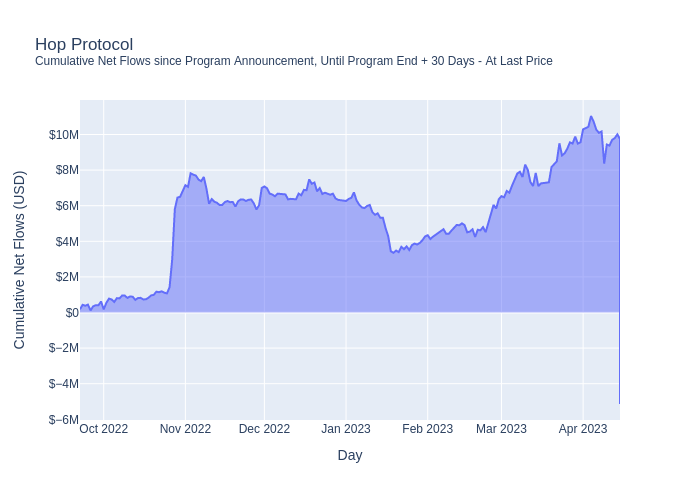 Hop Protocol
Cumulative Net Flows since Program Announcement, Until Program End + 30 Days - At Last Price
$10M
$8M
$6M
$4M
$2M
$0
$−2M
$−4M
$−6M
Cumulative Net Flows (USD)
Oct 2022 Nov 2022 Dec 2022 Jan 2023 Feb 2023 Mar 2023 Apr 2023
Day